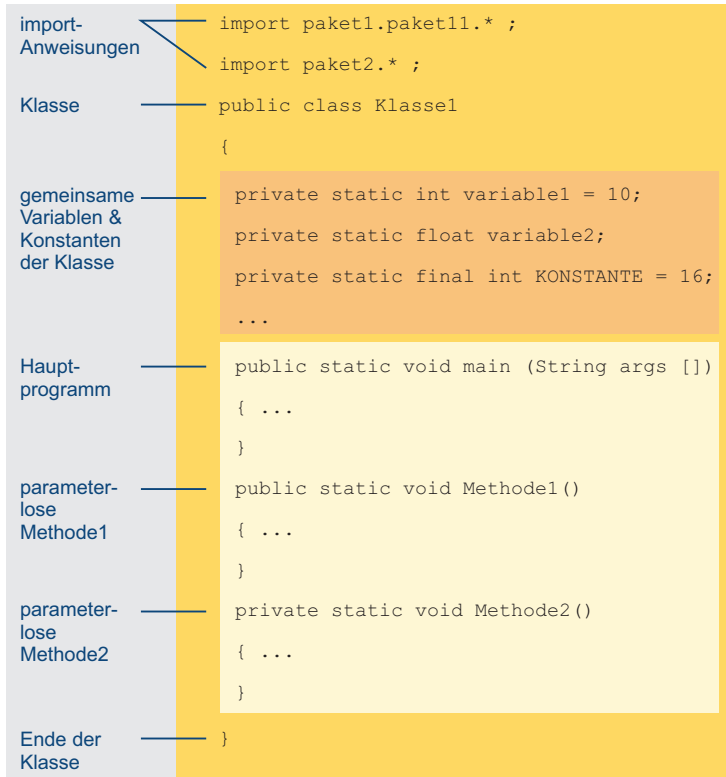 import-
Anweisungen
import paket1.paket11.* ;
import paket2.* ;
Klasse
public class Klasse1
{
gemeinsame
Variablen &
Konstanten
der Klasse
private static int variable1 = 10;
private static float variable2;
private static final int KONSTANTE = 16;
...
Haupt-
programm
public static void main (String args [])
{ ...
}
parameter-
lose
Methode1
public static void Methode1()
{ ...
}
parameter-
lose
Methode2
private static void Methode2()
{ ...
}
Ende der
Klasse
}